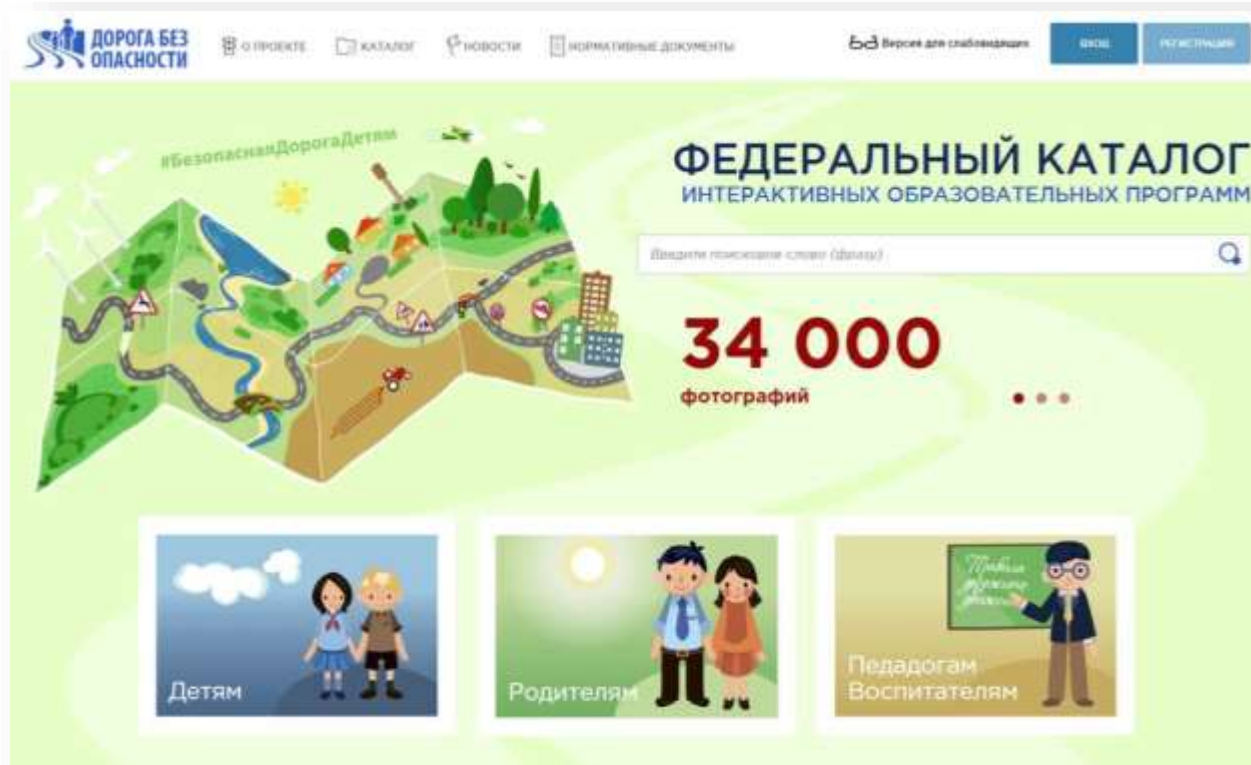 ДОРОГА БЕЗ
ОПАСНОСТИ
О ПРОЕКТЕ
КАТАЛОГ
НОВОСТИ
НОРМАТИВНЫЕ ДОКУМЕНТЫ
Версия для слабовидящих
ВХОД
РЕГИСТРАЦИЯ
#БезопаснаяДорогаДетям
ФЕДЕРАЛЬНЫЙ КАТАЛОГ
ИНТЕРАКТИВНЫХ ОБРАЗОВАТЕЛЬНЫХ ПРОГРАММ
Введите поисковое слово (фразу)
34 000
фотографий
Детям
Родителям
Педадогам
Воспитателям